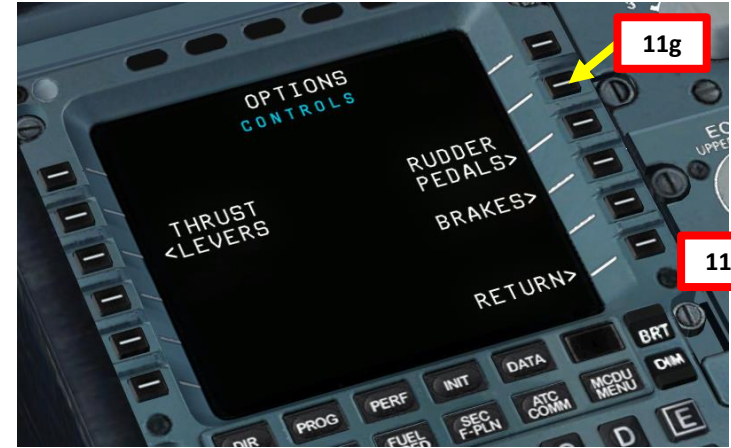 11g
OPTIONS
CONTROLS
RUDDER
PEDALS>
THRUST
<LEVERS
BRAKES>
11
RETURN>
BRT
DIM
DIR
PROG
PERF
INIT
DATA
SEC
F-PLN
ATC
COMM
MCDU
MENU
D
E